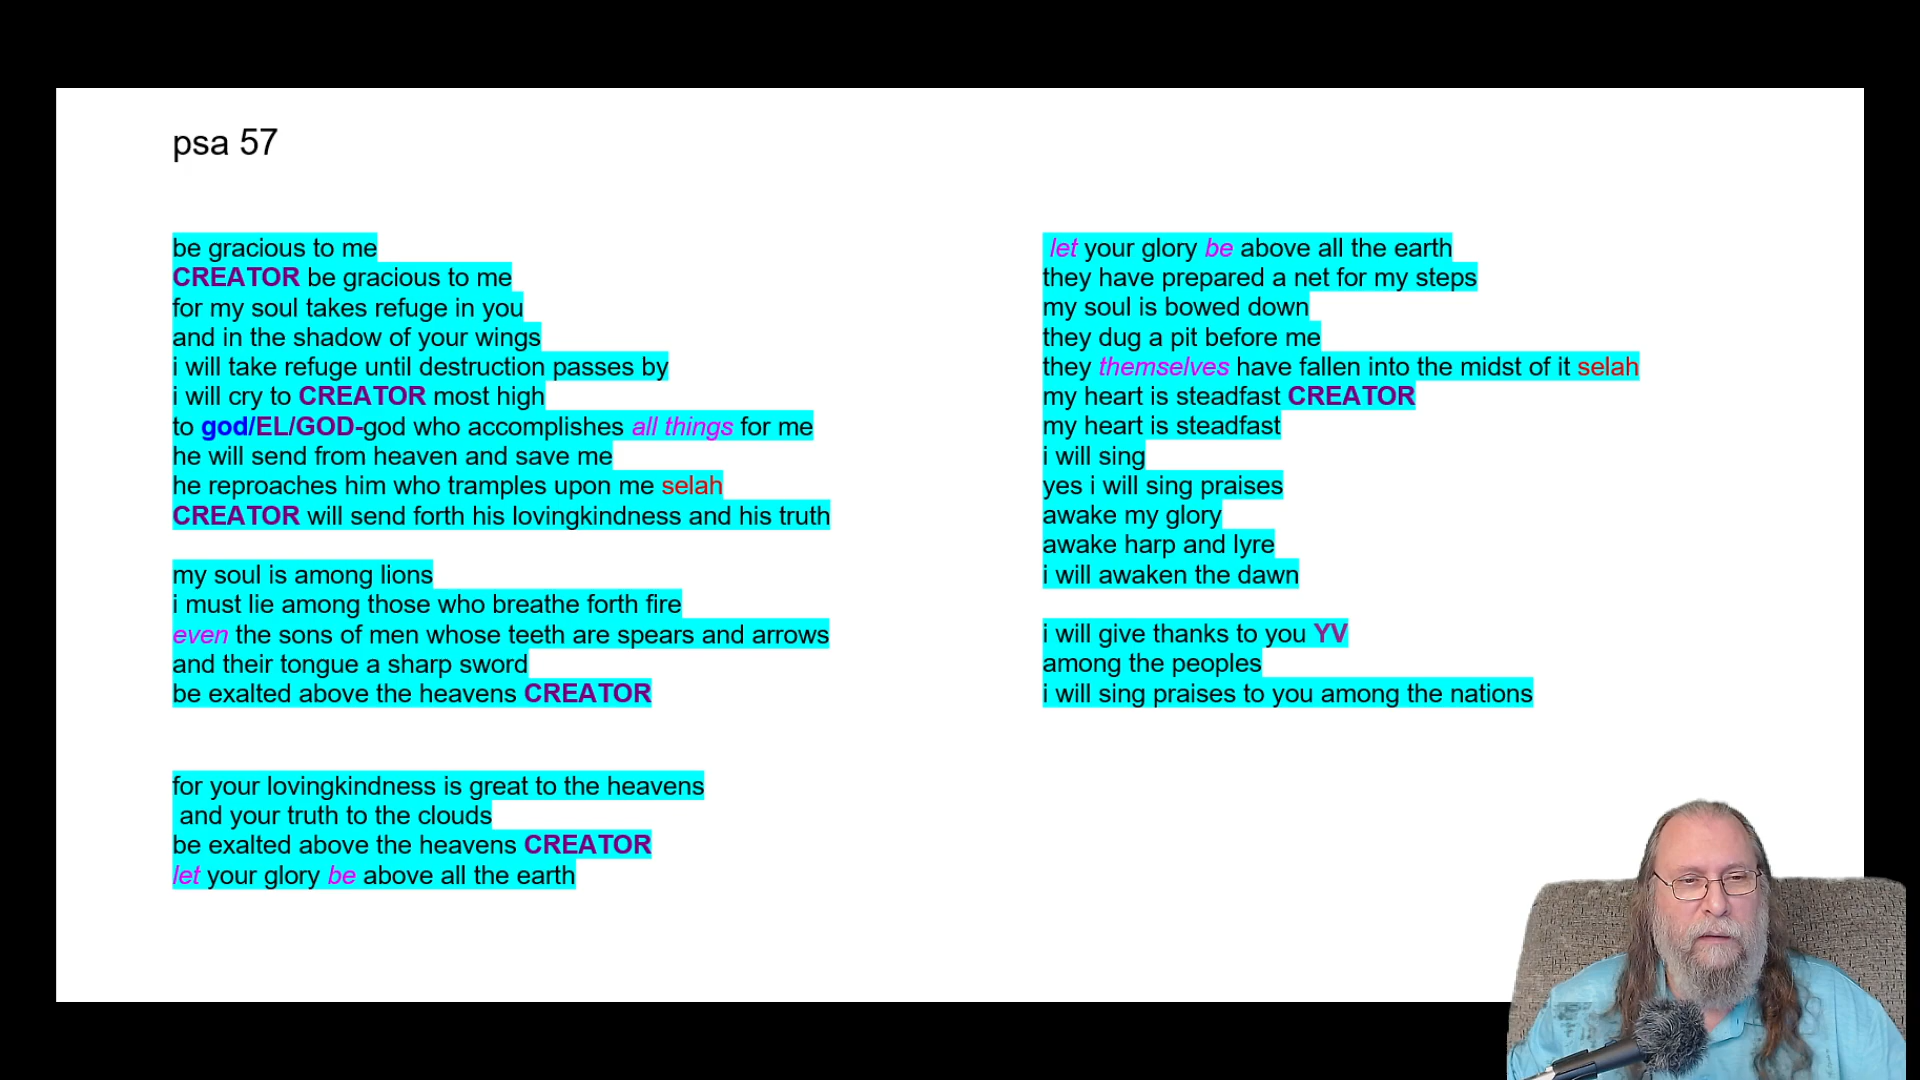 psa 57
be gracious to me
CREATOR be gracious to me
for my soul takes refuge in you
and in the shadow of your wings
i will take refuge until destruction passes by
i will cry to CREATOR most high
to god/EL/GOD-god who accomplishes all things for me
he will send from heaven and save me
he reproaches him who tramples upon me selah
CREATOR will send forth his lovingkindness and his truth
my soul is among lions
i must lie among those who breathe forth fire
even the sons of men whose teeth are spears and arrows
and their tongue a sharp sword
be exalted above the heavens CREATOR
for your lovingkindness is great to the heavens
and your truth to the clouds
be exalted above the heavens CREATOR
let your glory be above all the earth
let your glory be above all the earth
they have prepared a net for my steps
my soul is bowed down
they dug a pit before me
they themselves have fallen into the midst of it selah
my heart is steadfast CREATOR
my heart is steadfast
i will sing
yes i will sing praises
awake my glory
awake harp and lyre
i will awaken the dawn
i will give thanks to you YV
among the peoples
i will sing praises to you among the nations